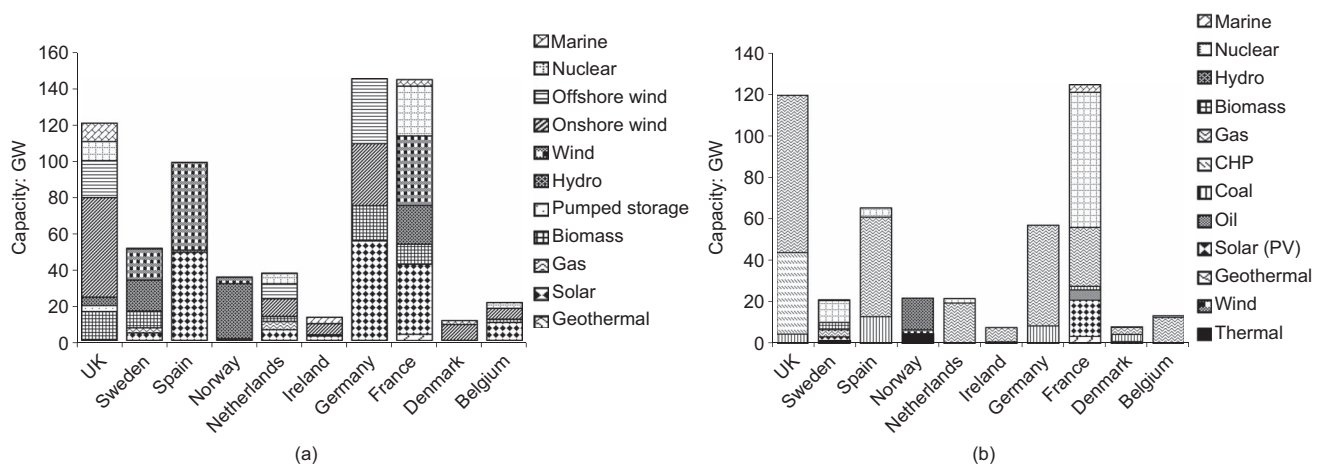 160
140
120
100
80
60
40
20
0
Capacity: GW
UK
Sweden
Spain
Norway
Netherlands
Ireland
Germany
France
Denmark
Belgium
Marine
Nuclear
Offshore wind
Onshore wind
Wind
Hydro
Pumped storage
Biomass
Gas
Solar
Geothermal
(a)
140
120
100
80
60
40
20
0
Capacity: GW
UK
Sweden
Spain
Norway
Netherlands
Ireland
Germany
France
Denmark
Belgium
Marine
Nuclear
Hydro
Biomass
Gas
CHP
Coal
Oil
Solar (PV)
Geothermal
Wind
Thermal
(b)